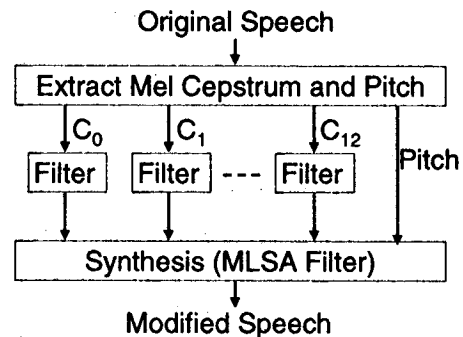 Original Speech
Extract Mel Cepstrum and Pitch
C0 C1 C12
Pitch
Filter Filter --- Filter
Synthesis (MLSA Filter)
Modified Speech